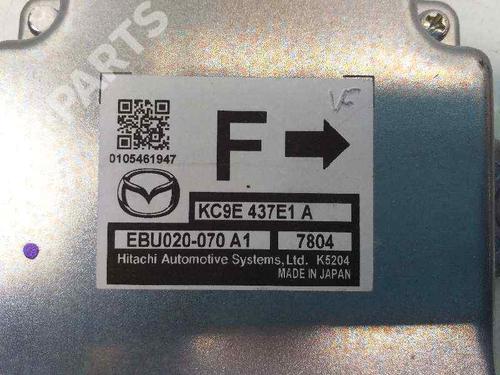 PARTS
VF
0105461947
F
KC9E 437E1 A
EBU020-070 A1 7804
Hitachi Automotive Systems,Ltd. K5204
MADE IN JAPAN